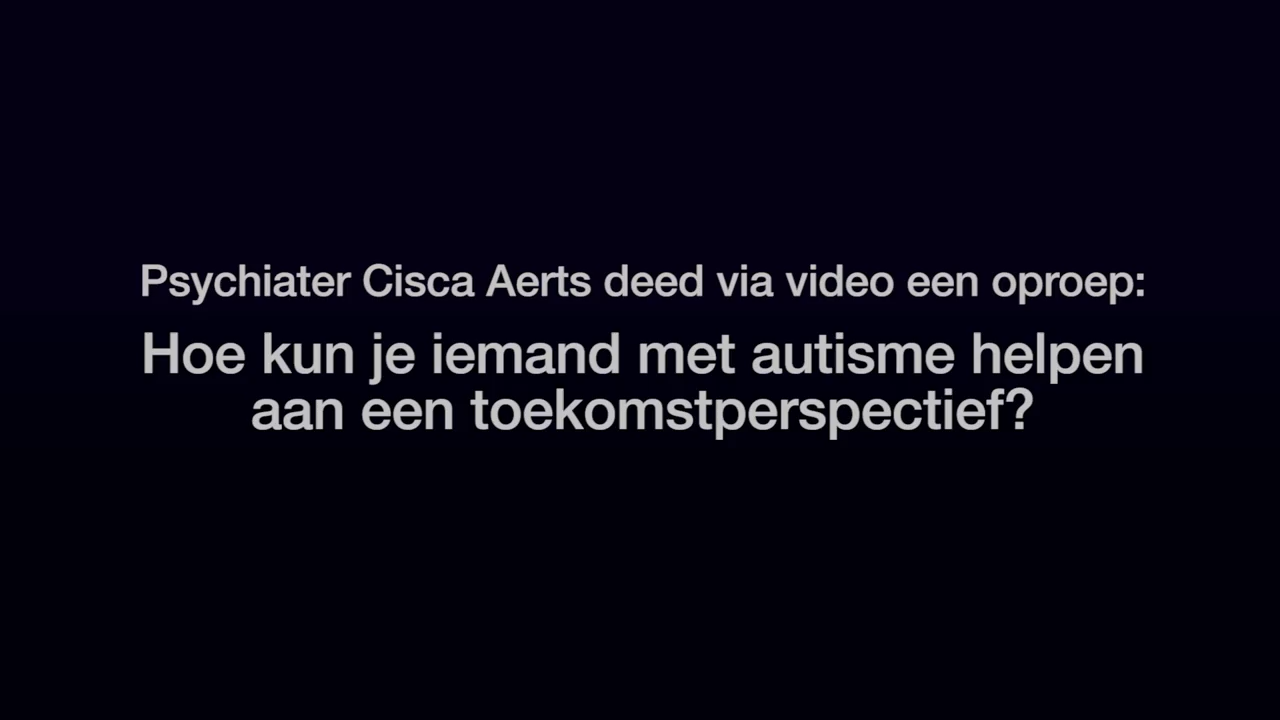 Psychiater Cisca Aerts deed via video een oproep:
Hoe kun je iemand met autisme helpen
aan een toekomstperspectief?